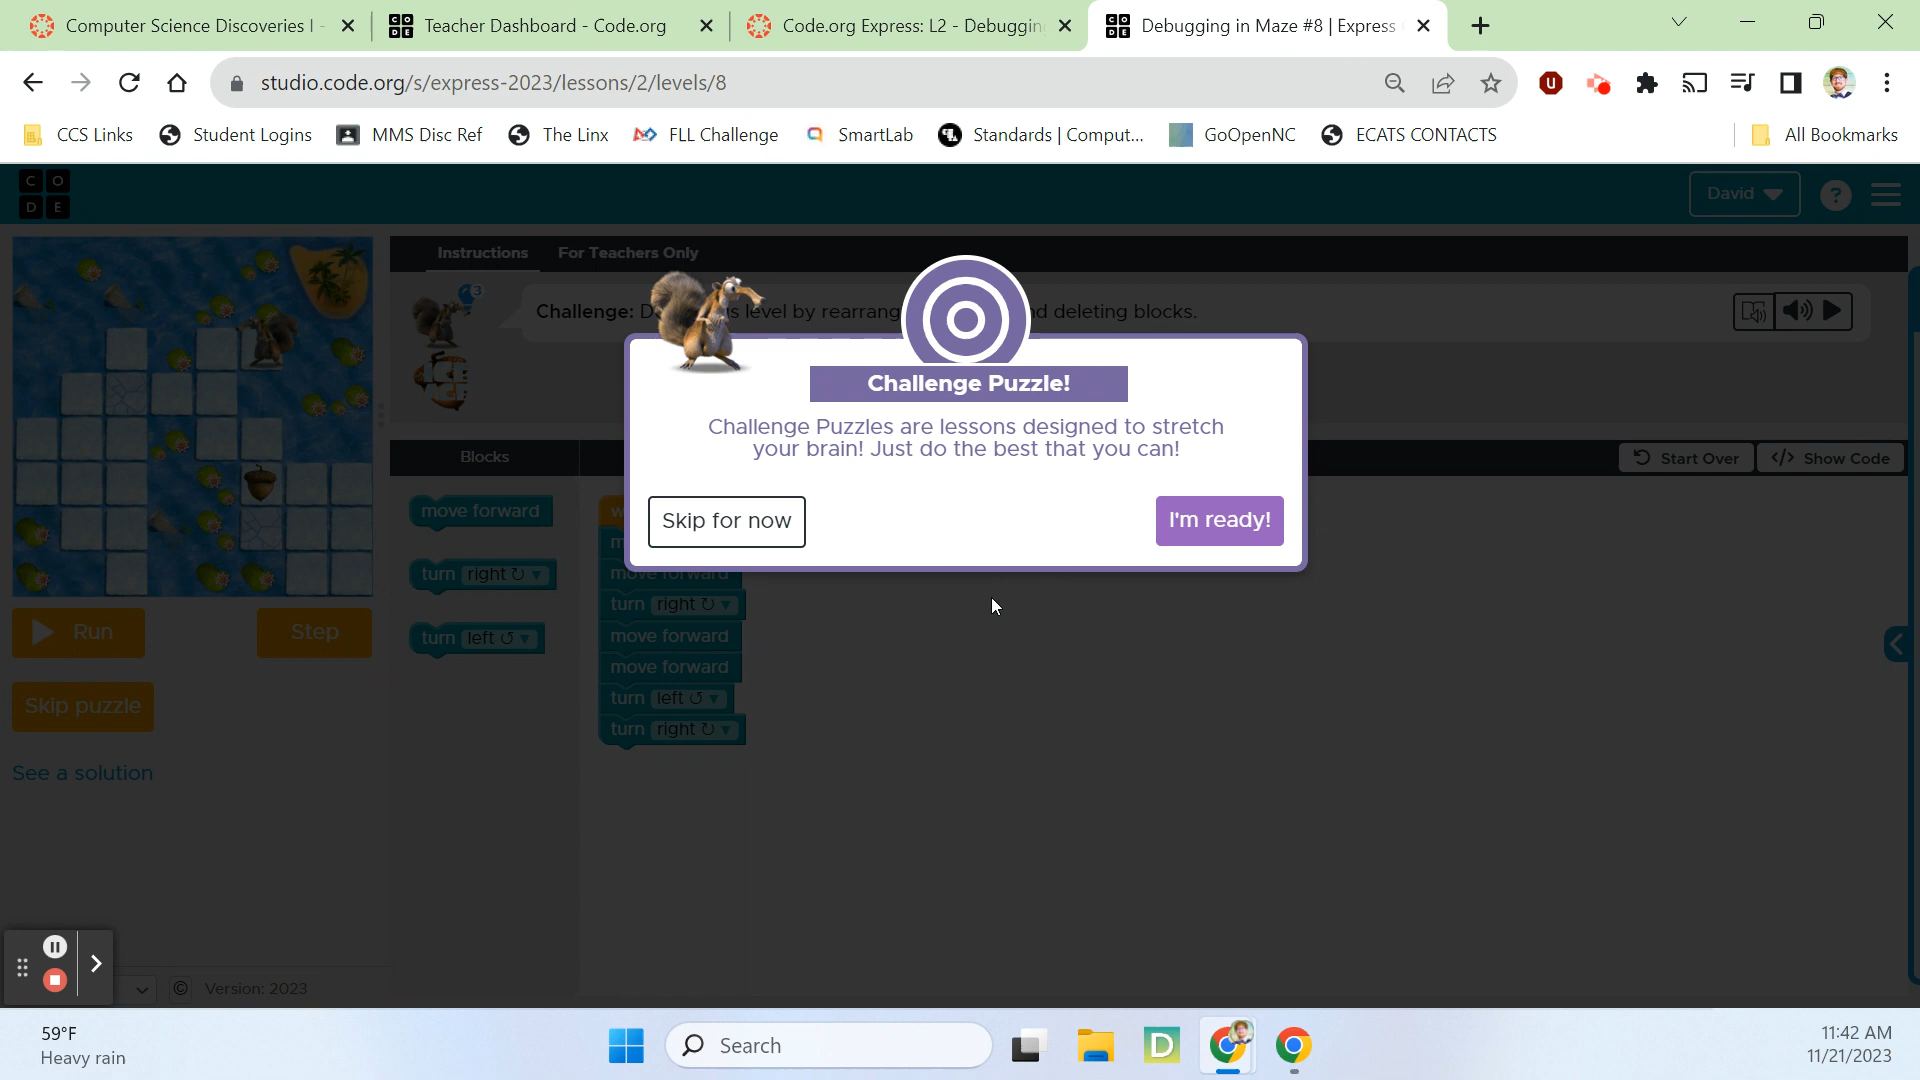 Computer Science Discoveries I -
Teacher Dashboard - Code.org
Code.org Express: L2 - Debuggin
Debugging in Maze #8 | Express
studio.code.org/s/express-2023/lessons/2/levels/8
CCS Links
Student Logins
MMS Disc Ref
The Linx
FLL Challenge
SmartLab
Standards | Comput...
GoOpenNC
ECATS CONTACTS
All Bookmarks
C O
D E
David
?
Instructions
For Teachers Only
3
Challenge: D s level by rearrang nd deleting blocks.
ICE
AGE
Challenge Puzzle!
Challenge Puzzles are lessons designed to stretch
your brain! Just do the best that you can!
Skip for now
I'm ready!
Blocks
Start Over
</> Show Code
move forward
turn right
turn left
w
m
move forward
turn right
move forward
move forward
turn left
turn right
Run
Step
Skip puzzle
See a solution
© Version: 2023
59°F
Heavy rain
Search
D
11:42 AM
11/21/2023